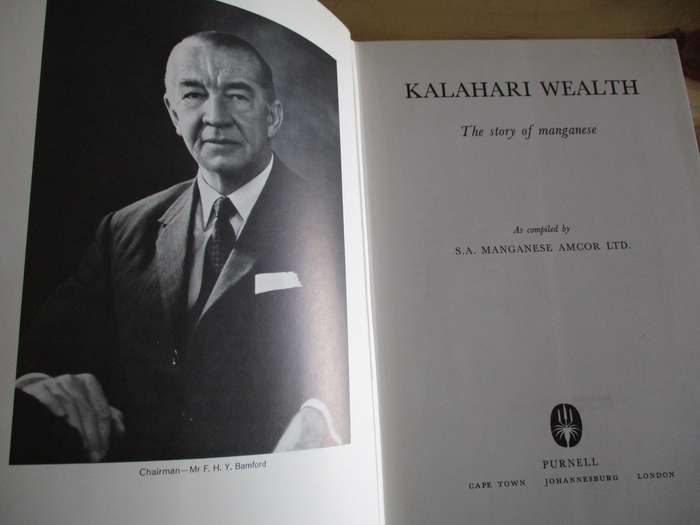 Chairman—Mr F. H. Y. Bamford
KALAHARI WEALTH
The story of manganese
As compiled by
S.A. MANGANESE AMCOR LTD.
PURNELL
CAPE TOWN JOHANNESBURG LONDON